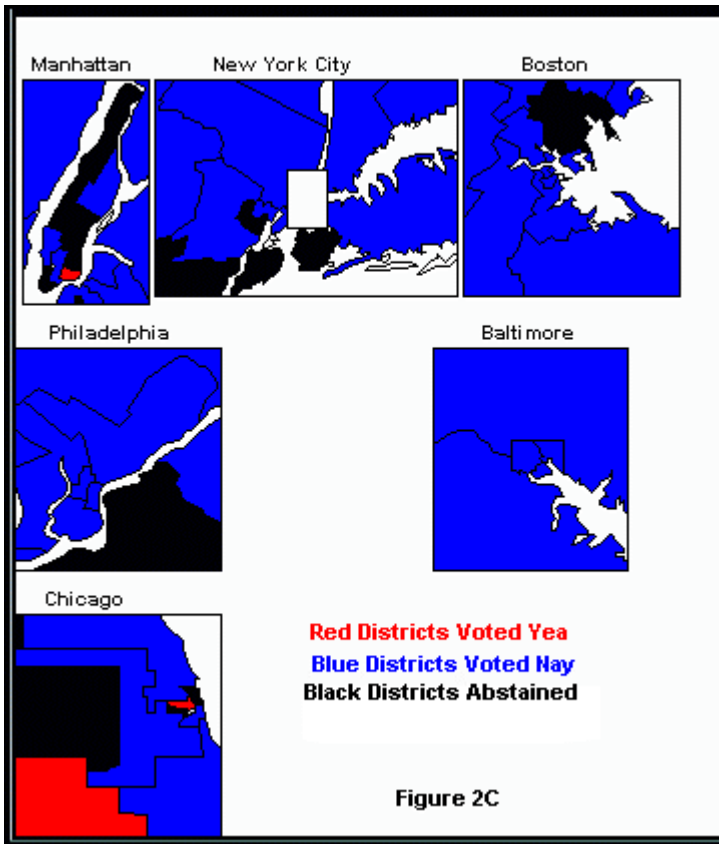 Manhattan
New York City
Boston
Philadelphia
Baltimore
Chicago
Red Districts Voted Yea
Blue Districts Voted Nay
Black Districts Abstained
Figure 2C